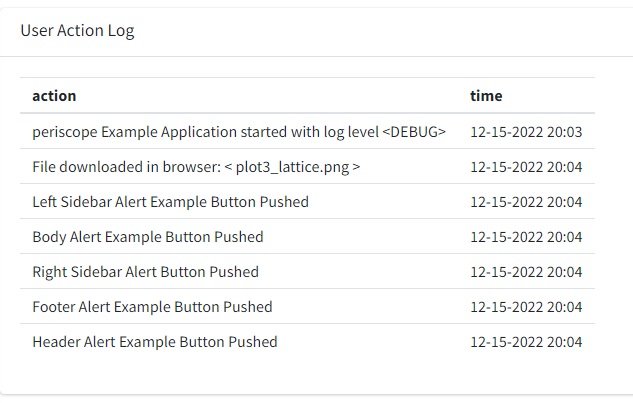 User Action Log
action time
periscope Example Application started with log level <DEBUG> 12-15-2022 20:03
File downloaded in browser: < plot3_lattice.png > 12-15-2022 20:04
Left Sidebar Alert Example Button Pushed 12-15-2022 20:04
Body Alert Example Button Pushed 12-15-2022 20:04
Right Sidebar Alert Button Pushed 12-15-2022 20:04
Footer Alert Example Button Pushed 12-15-2022 20:04
Header Alert Example Button Pushed 12-15-2022 20:04